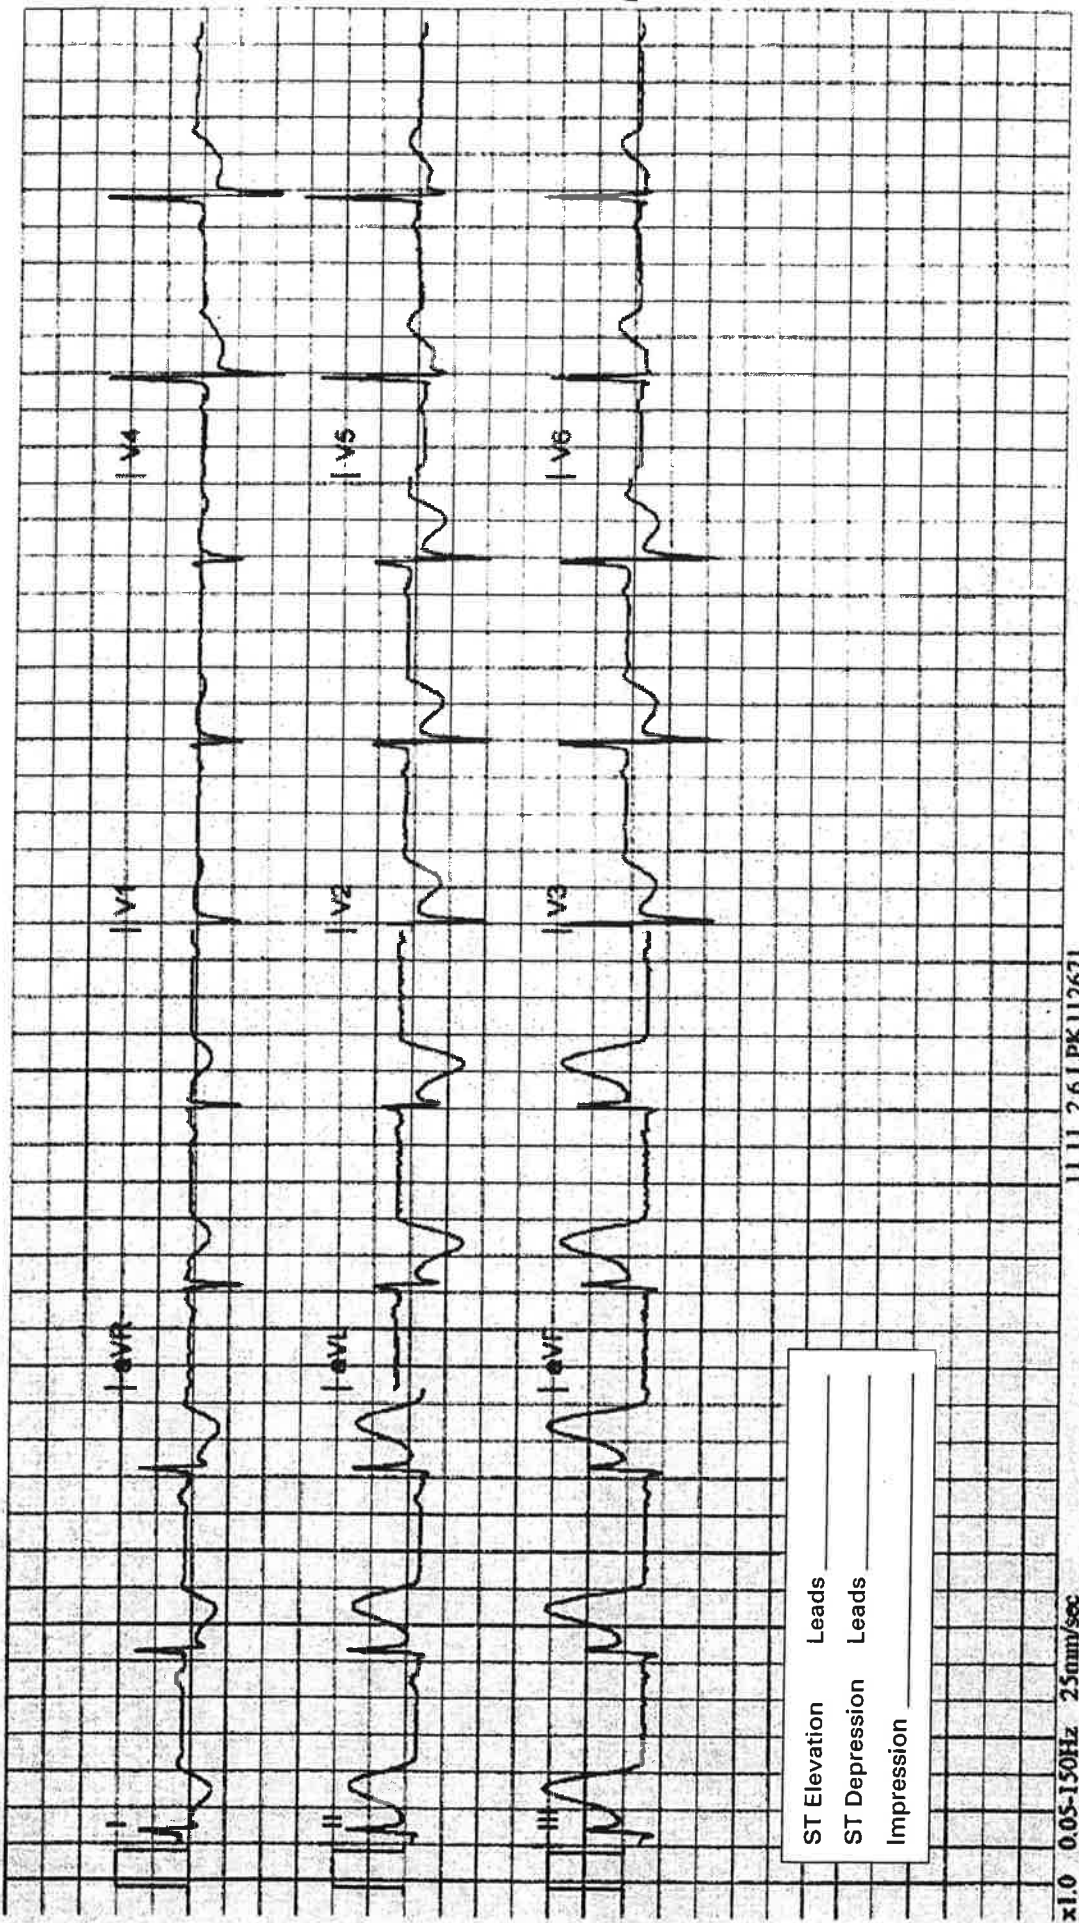 I
aVR
V1
V4
II
aVL
V2
V5
III
aVF
V3
V6
ST Elevation Leads
ST Depression Leads
Impression
x1.0 0.05-150Hz 25mm/sec